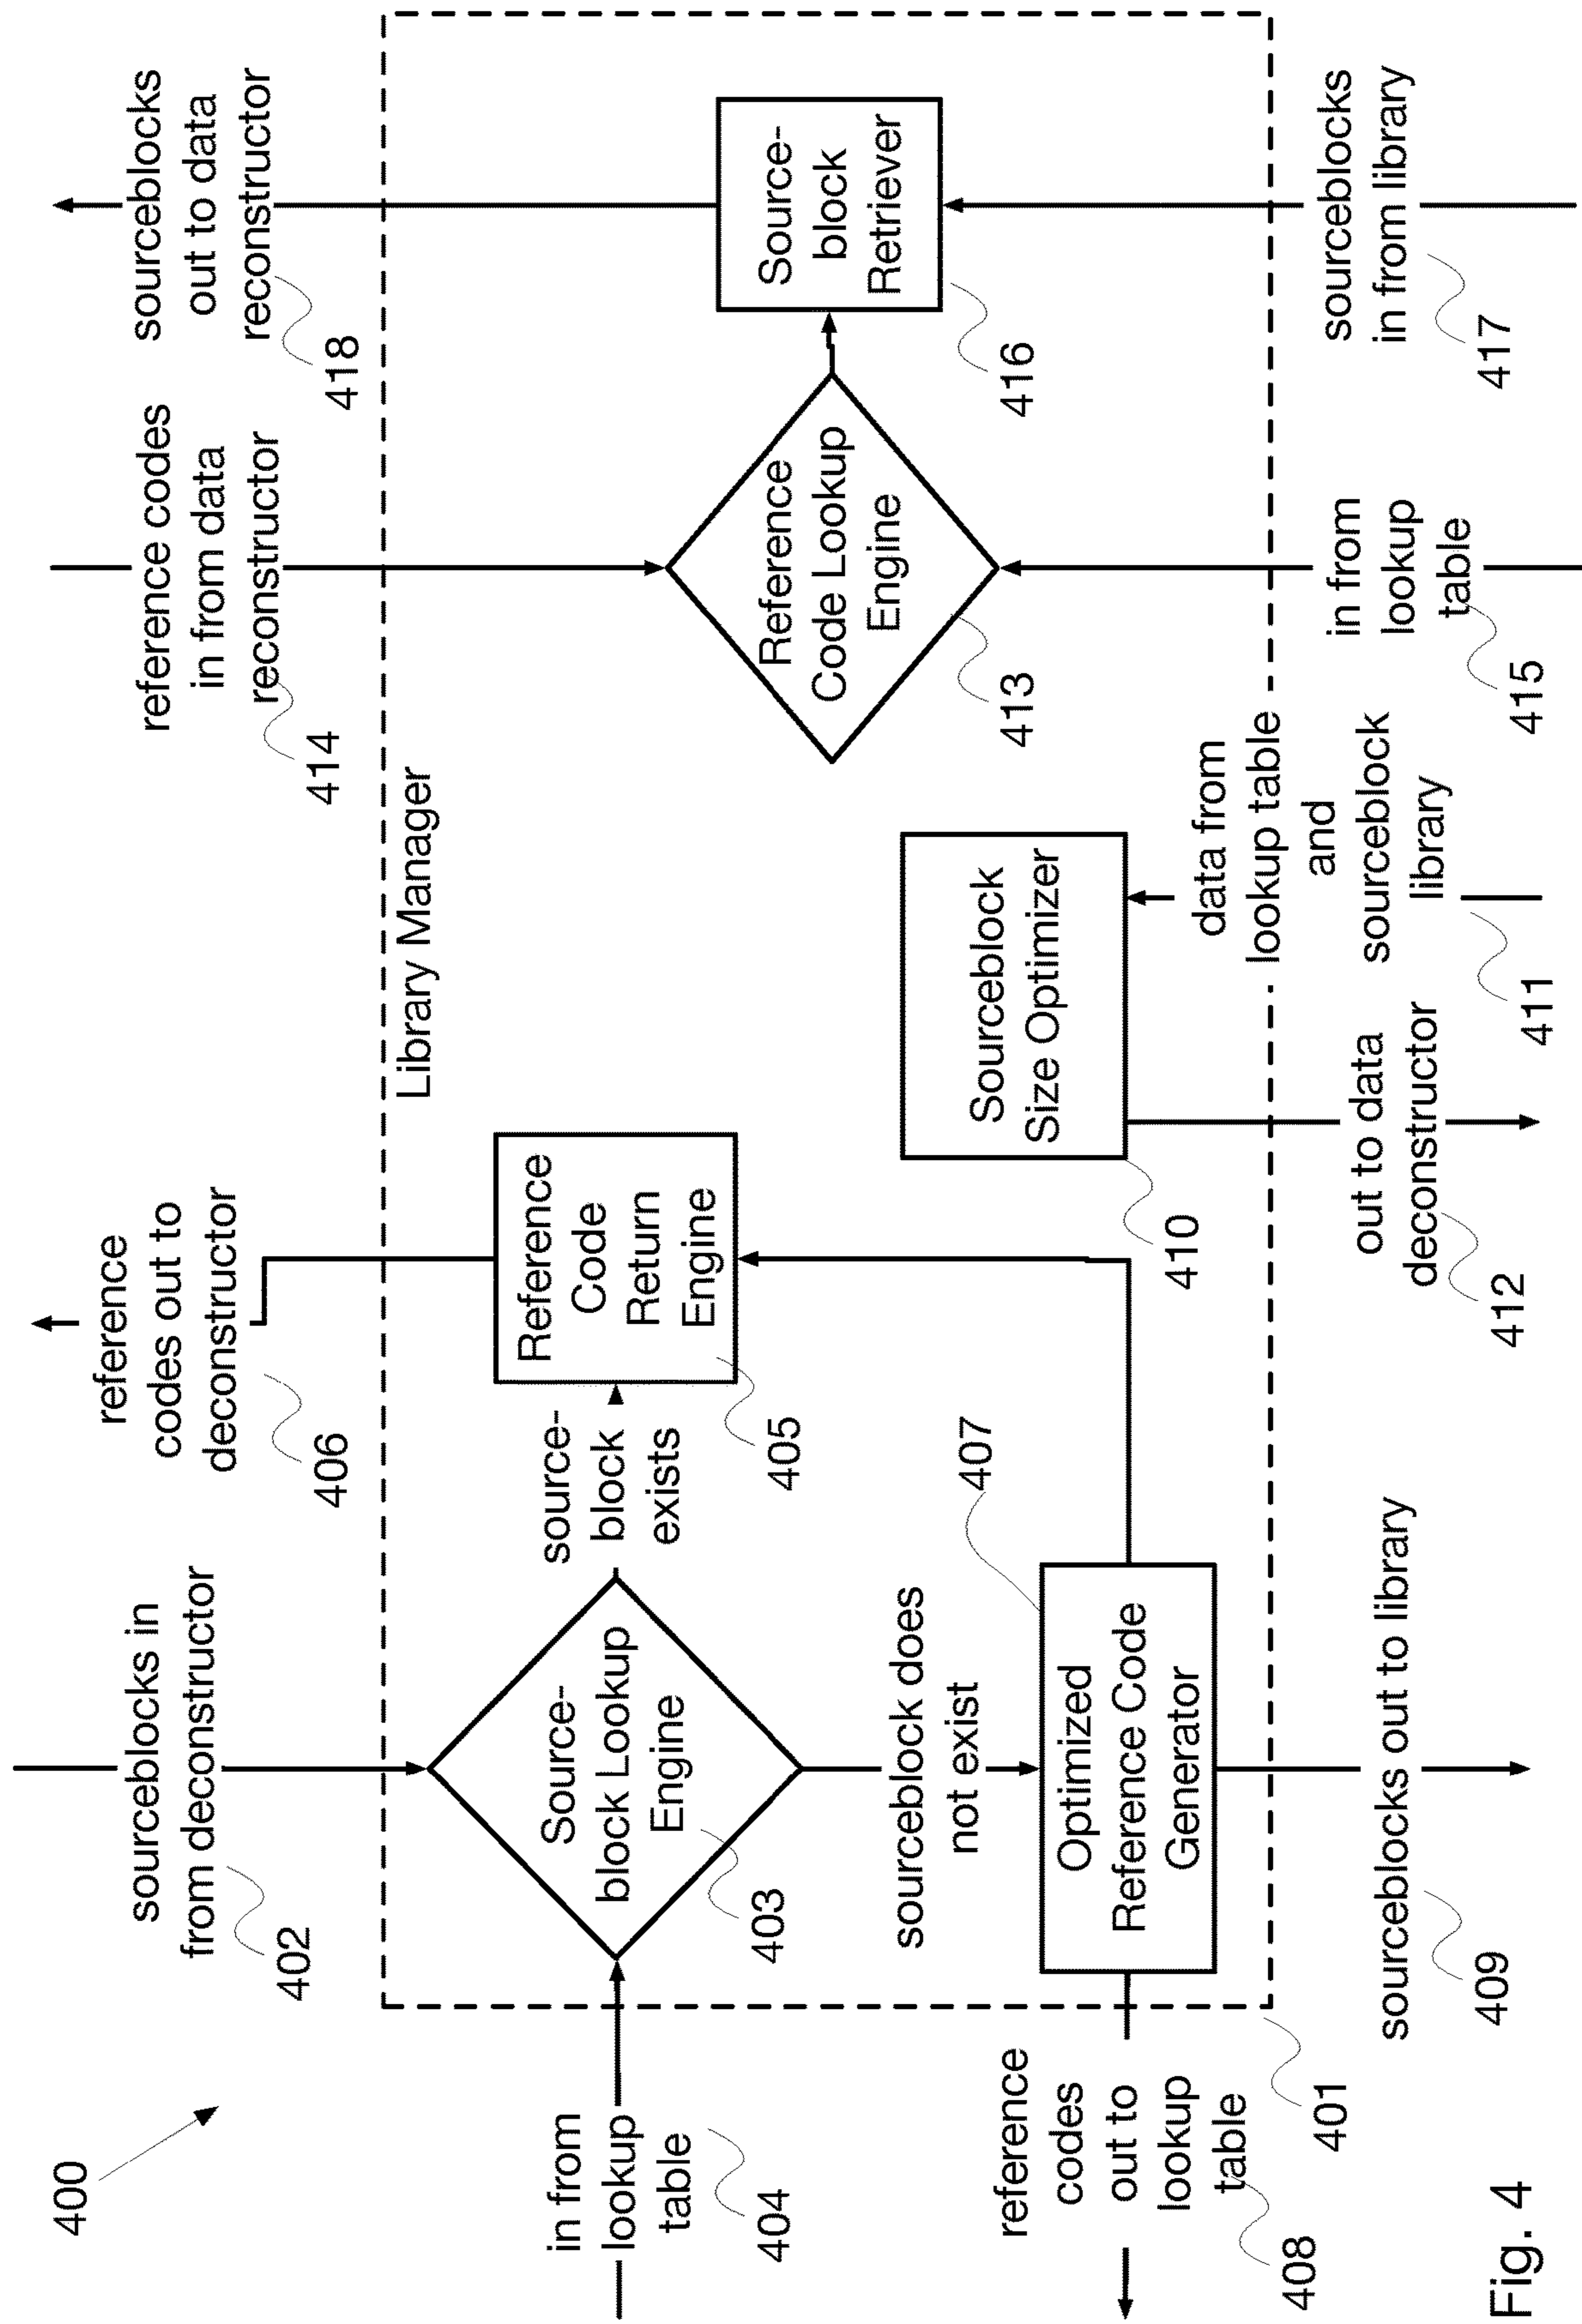 400
sourceblocks in
from deconstructor
402
reference
codes out to
deconstructor
406
reference codes
in from data
reconstructor
414
sourceblocks
out to data
reconstructor
418
Library Manager
in from
lookup
table
404
Source-
block Lookup
Engine
403
source-
block
exists
Reference
Code
Return
Engine
405
sourceblock does
not exist
407
Optimized
Reference Code
Generator
reference
codes
out to
lookup
table
408
401
sourceblocks out to library
409
Sourceblock
Size Optimizer
410
out to data
deconstructor
412
data from
lookup table
and
sourceblock
library
411
Reference
Code Lookup
Engine
413
in from
lookup
table
415
Source-
block
Retriever
416
sourceblocks
in from library
417
Fig. 4